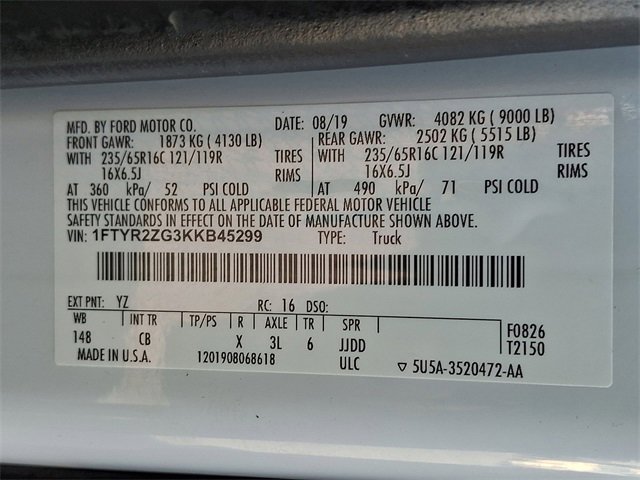 MFD. BY FORD MOTOR CO. DATE: 08/19 GVWR: 4082 KG ( 9000 LB)
FRONT GAWR: 1873 KG ( 4130 LB) REAR GAWR: 2502 KG ( 5515 LB)
WITH 235/65R16C 121/119R TIRES WITH 235/65R16C 121/119R TIRES
16X6.5J RIMS 16X6.5J RIMS
AT 360 kPa/ 52 PSI COLD AT 490 kPa/ 71 PSI COLD
THIS VEHICLE CONFORMS TO ALL APPLICABLE FEDERAL MOTOR VEHICLE
SAFETY STANDARDS IN EFFECT ON THE DATE OF MANUFACTURE SHOWN ABOVE.
VIN: 1FTYR2ZG3KKB45299 TYPE: Truck
EXT PNT: YZ RC: 16 DSO:
WB INT TR TP/PS R AXLE TR SPR F0826
148 CB X 3L 6 JJDD T2150
MADE IN U.S.A. 1201908068618 ULC ▽ 5U5A-3520472-AA